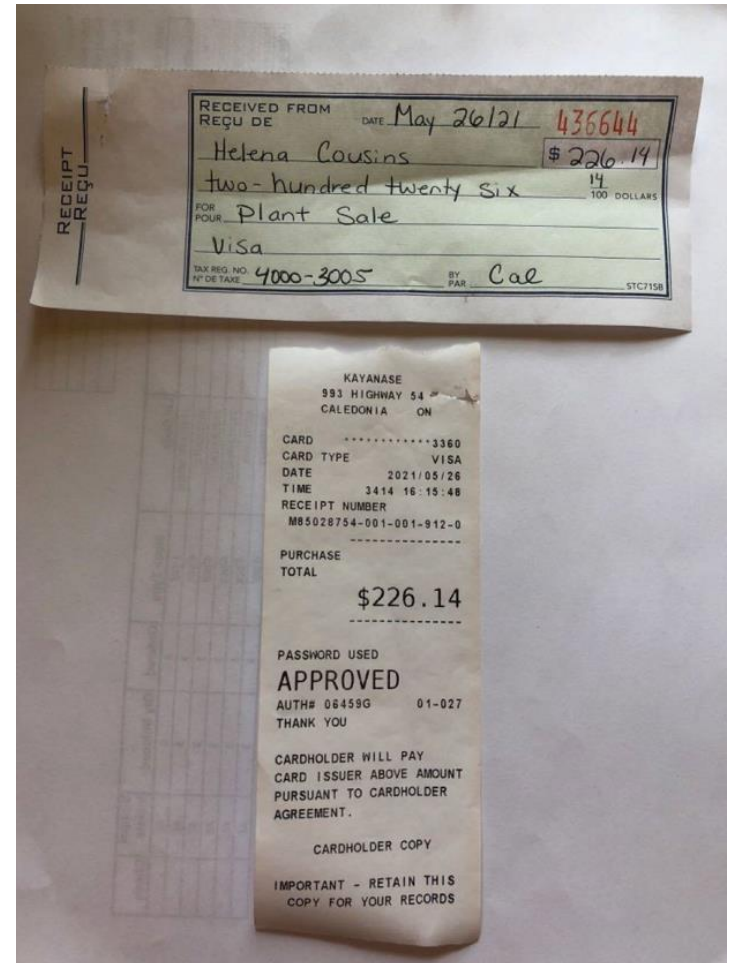 RECEIPT
REÇU
RECEIVED FROM
REÇU DE
DATE May 26/21 436644
Helena Cousins $ 226.14
two-hundred twenty six 14/100 DOLLARS
FOR
POUR Plant Sale
Visa
TAX REG. NO.
N° DE TAXE 4000-3005 BY
PAR Cal STC71SB
KAYANASE
993 HIGHWAY 54
CALEDONIA ON
CARD ************3360
CARD TYPE VISA
DATE 2021/05/26
TIME 3414 16:15:48
RECEIPT NUMBER
M85028754-001-001-912-0
PURCHASE
TOTAL
$226.14
PASSWORD USED
APPROVED
AUTH# 06459G 01-027
THANK YOU
CARDHOLDER WILL PAY
CARD ISSUER ABOVE AMOUNT
PURSUANT TO CARDHOLDER
AGREEMENT.
CARDHOLDER COPY
IMPORTANT - RETAIN THIS
COPY FOR YOUR RECORDS